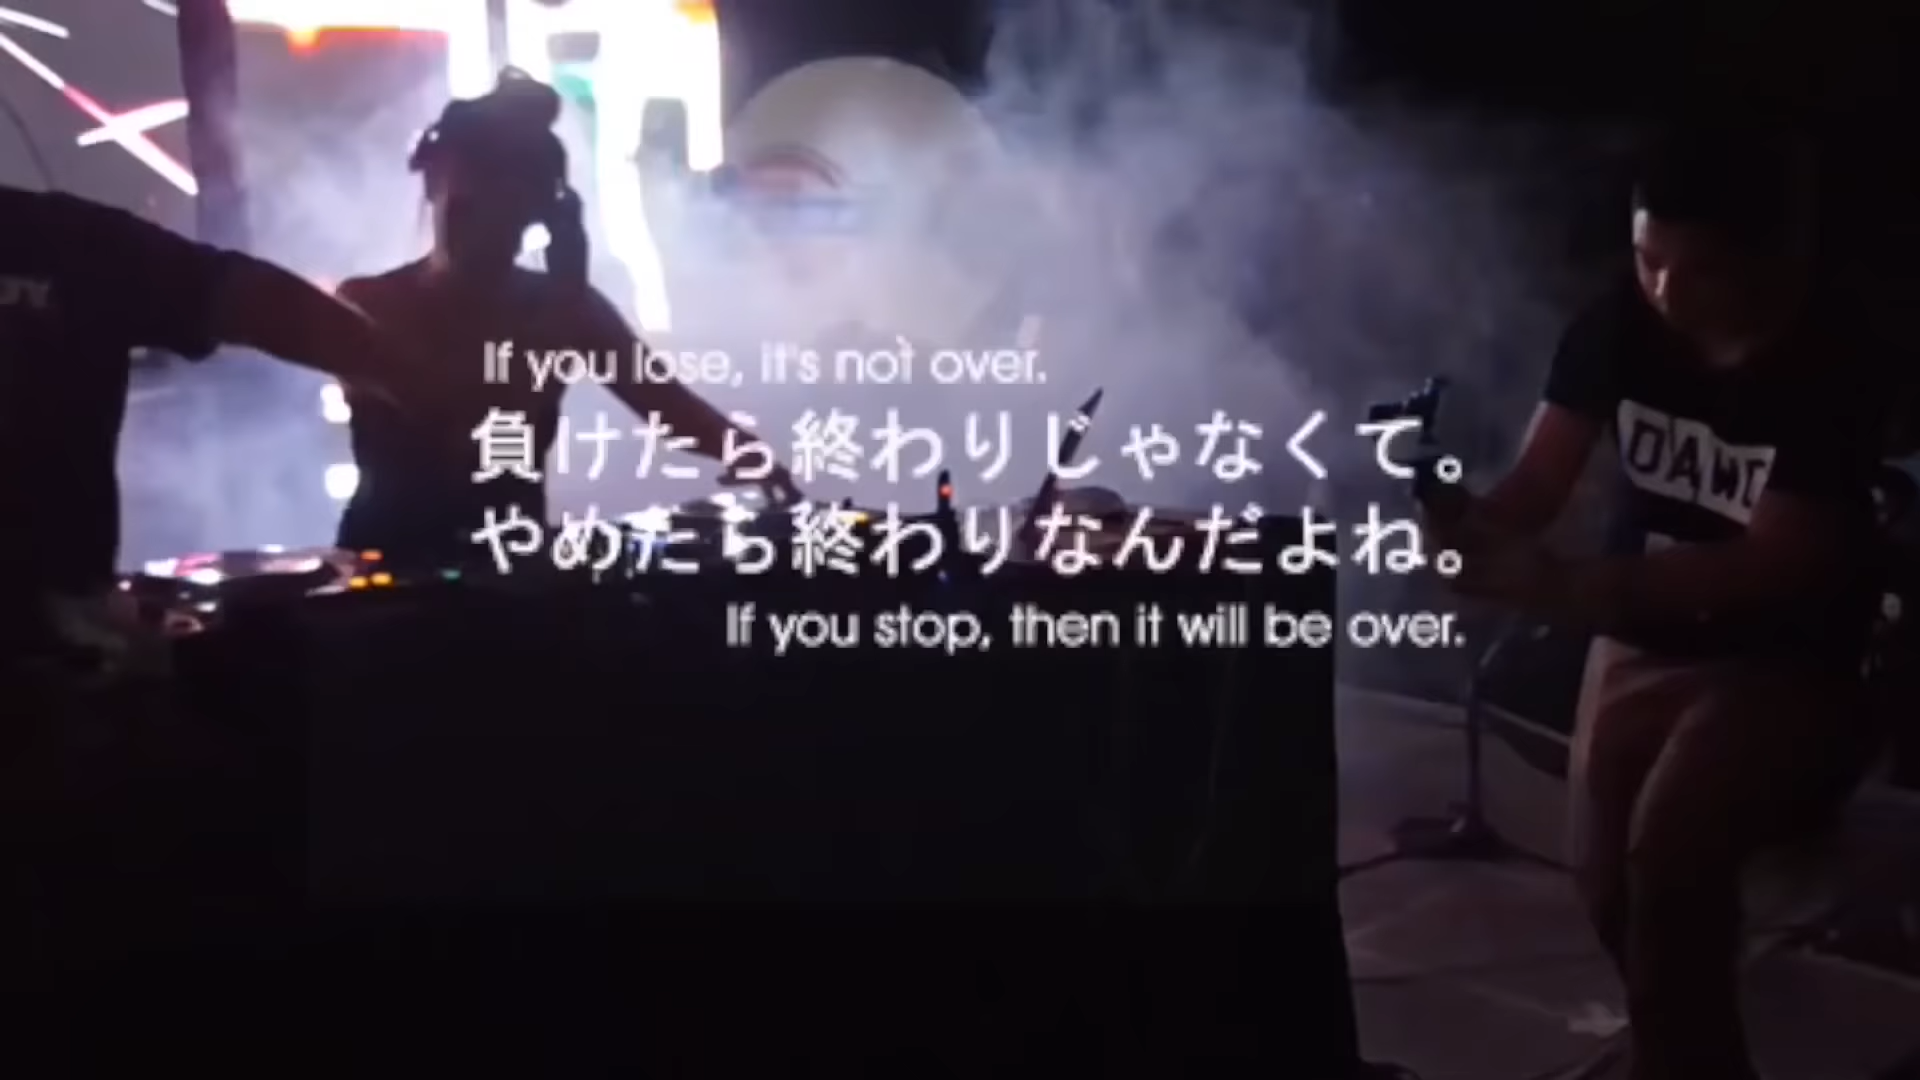 If you lose, it's not over.
負けたら終わりじゃなくて。
やめたら終わりなんだよね。
If you stop, then it will be over.